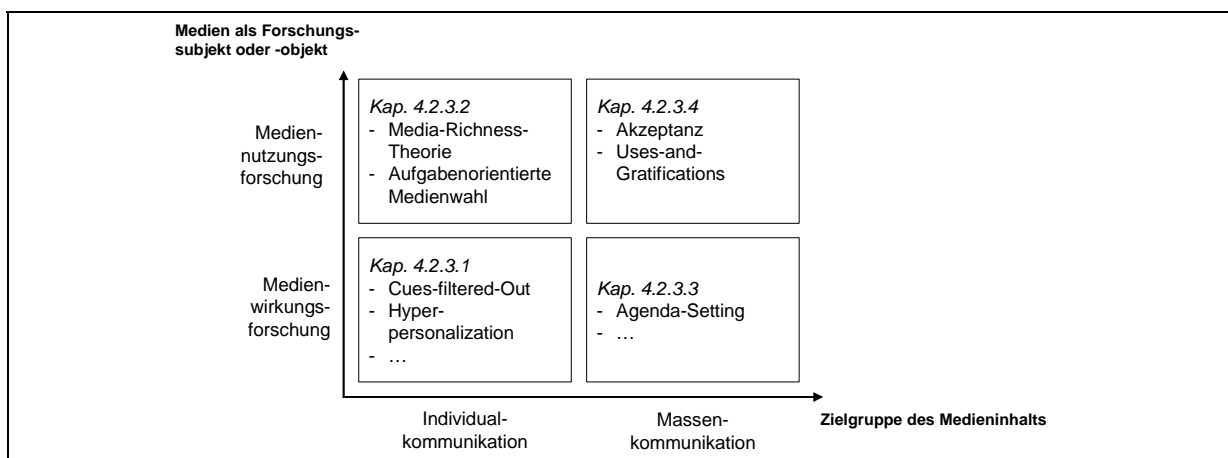 Medien als Forschungs-
subjekt oder -objekt
Medien-
nutzungs-
forschung
Kap. 4.2.3.2
- Media-Richness-
Theorie
- Aufgabenorientierte
Medienwahl
Kap. 4.2.3.4
- Akzeptanz
- Uses-and-
Gratifications
Medien-
wirkungs-
forschung
Kap. 4.2.3.1
- Cues-filtered-Out
- Hyper-
personalization
- …
Kap. 4.2.3.3
- Agenda-Setting
- …
Individual-
kommunikation
Massen-
kommunikation
Zielgruppe des Medieninhalts